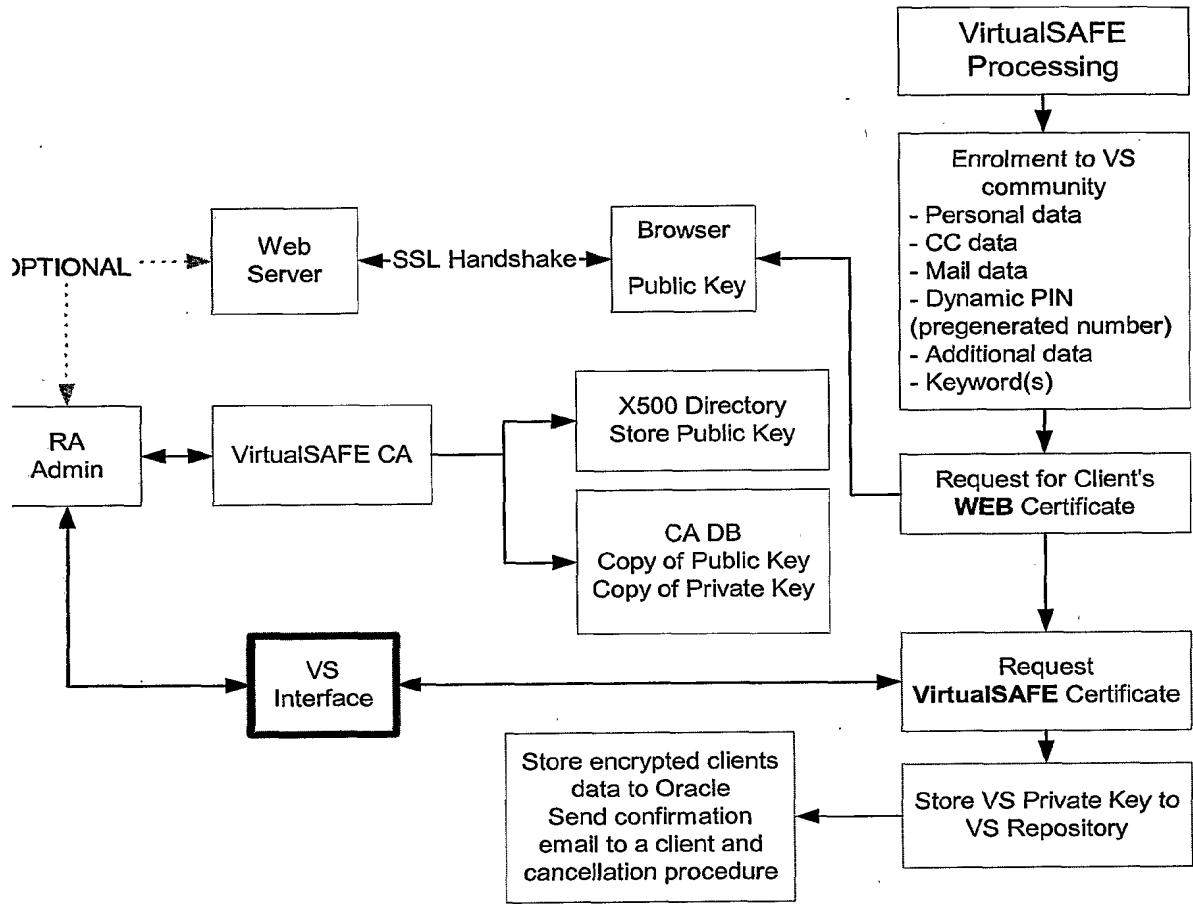 VirtualSAFE
Processing
Enrolment to VS
community
- Personal data
- CC data
- Mail data
- Dynamic PIN
(pregenerated number)
- Additional data
- Keyword(s)
Web
Server
SSL Handshake
Browser
Public Key
OPTIONAL
RA
Admin
VirtualSAFE CA
X500 Directory
Store Public Key
CA DB
Copy of Public Key
Copy of Private Key
Request for Client's
WEB Certificate
VS
Interface
Request
VirtualSAFE Certificate
Store encrypted clients
data to Oracle
Send confirmation
email to a client and
cancellation procedure
Store VS Private Key to
VS Repository